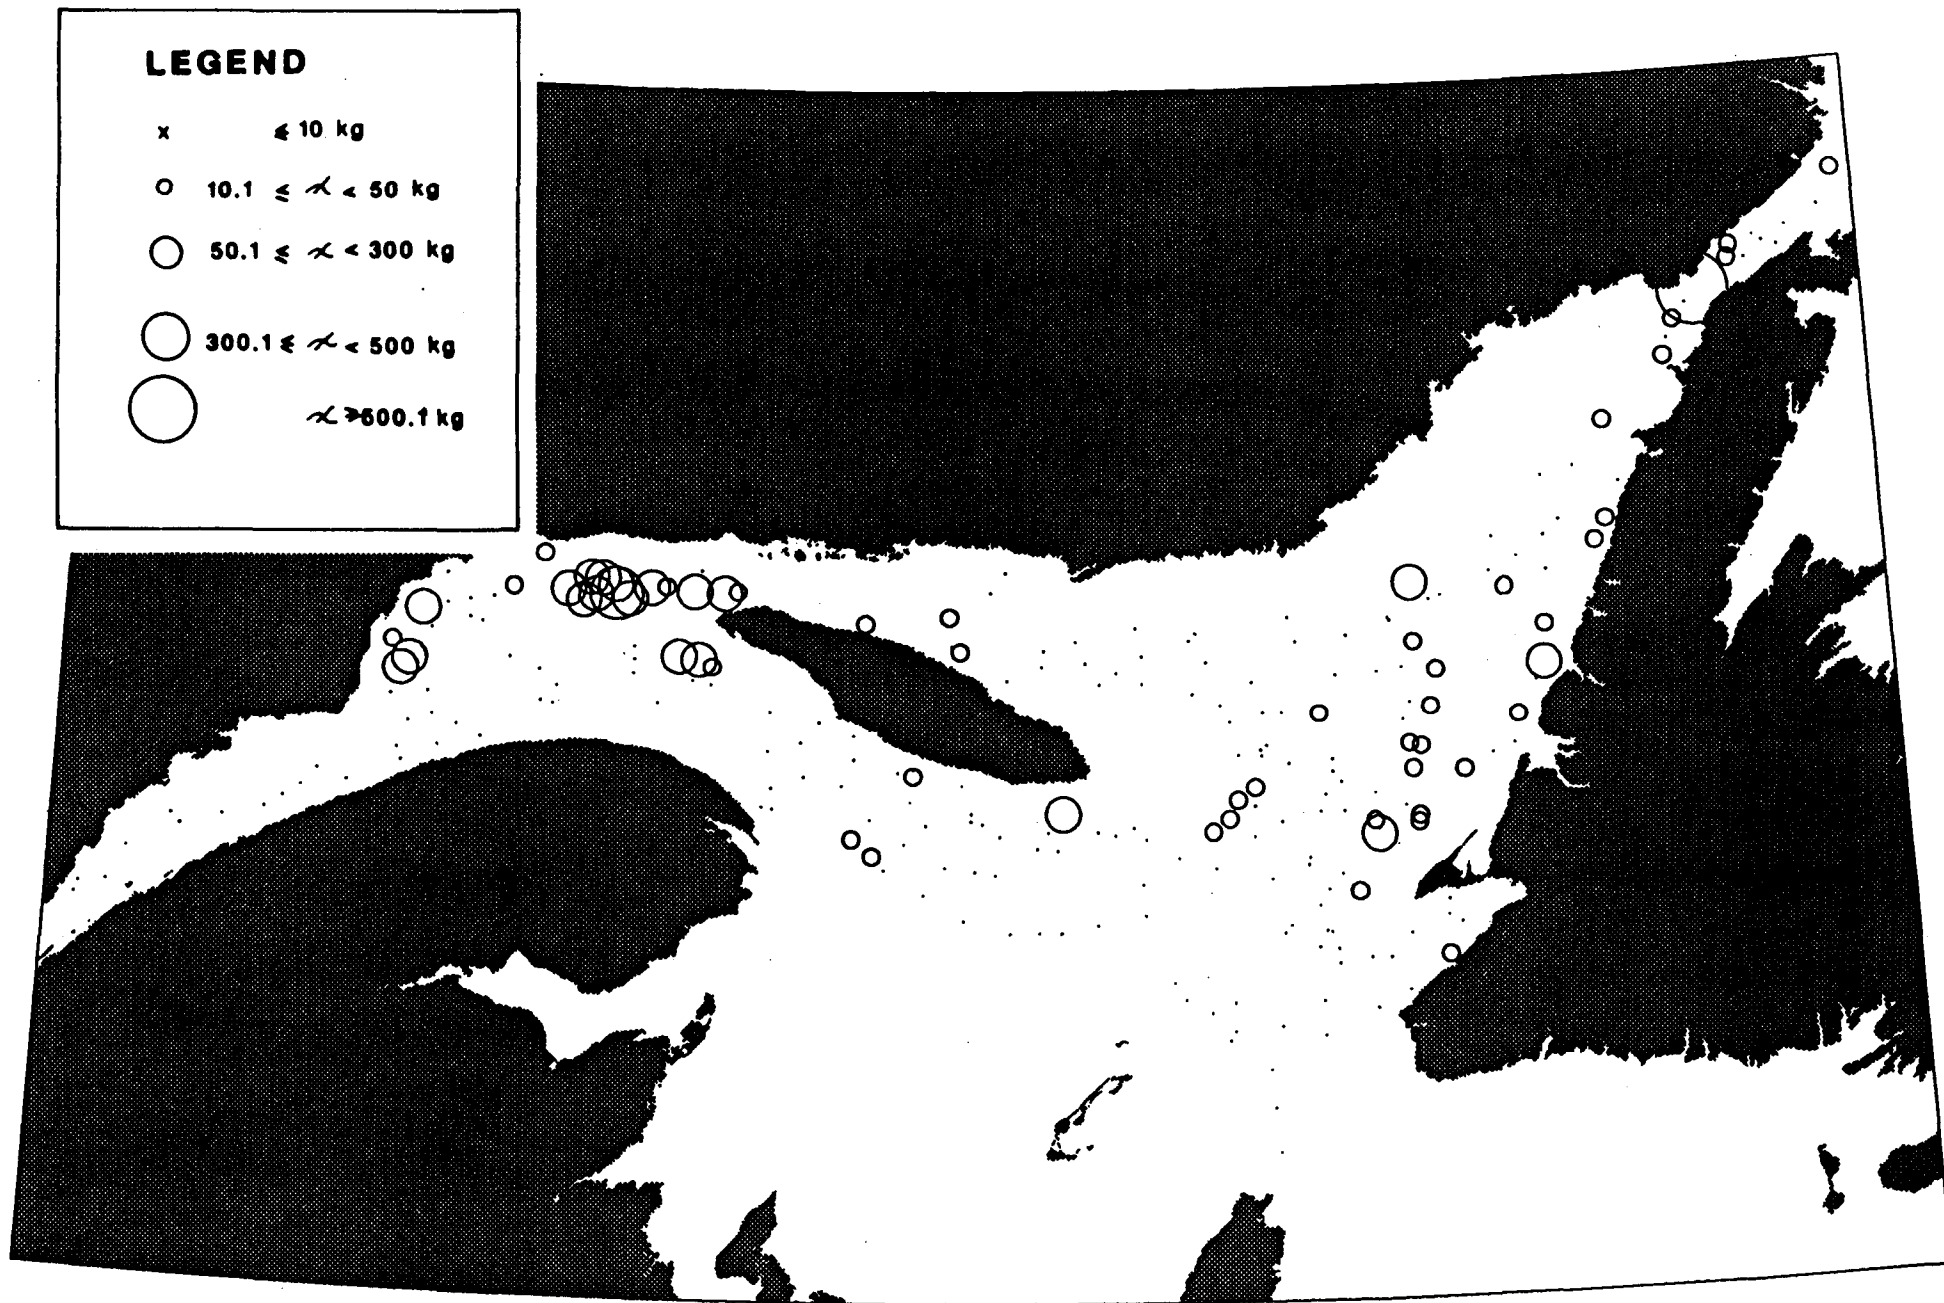 LEGEND
x ≤ 10 kg
10.1 ≤ x < 50 kg
50.1 ≤ x < 300 kg
300.1 ≤ x < 500 kg
x ≥500.1 kg